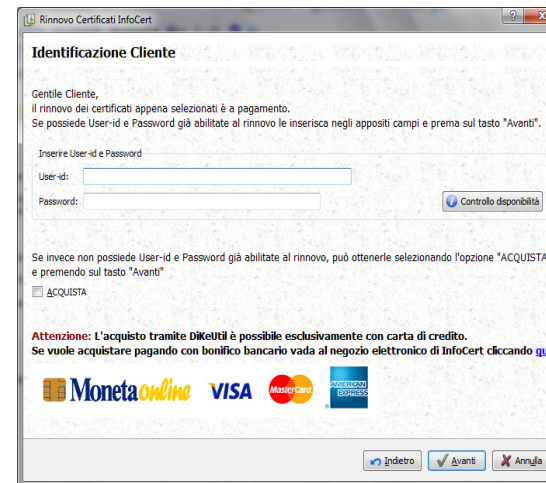 Rinnovo Certificati InfoCert
Identificazione Cliente
Gentile Cliente,
il rinnovo dei certificati appena selezionati è a pagamento.
Se possiede User-id e Password già abilitate al rinnovo le inserisca negli appositi campi e prema sul tasto "Avanti".
Inserire User-id e Password
User-id:
Password:
Controllo disponibilità
Se invece non possiede User-id e Password già abilitate al rinnovo, può ottenerle selezionando l'opzione "ACQUISTA
e premendo sul tasto "Avanti"
ACQUISTA
Attenzione: L'acquisto tramite DiKeUtil è possibile esclusivamente con carta di credito.
Se vuole acquistare pagando con bonifico bancario vada al negozio elettronico di InfoCert cliccando qu
Moneta online VISA MasterCard AMERICAN EXPRESS
Indietro Avanti Annulla